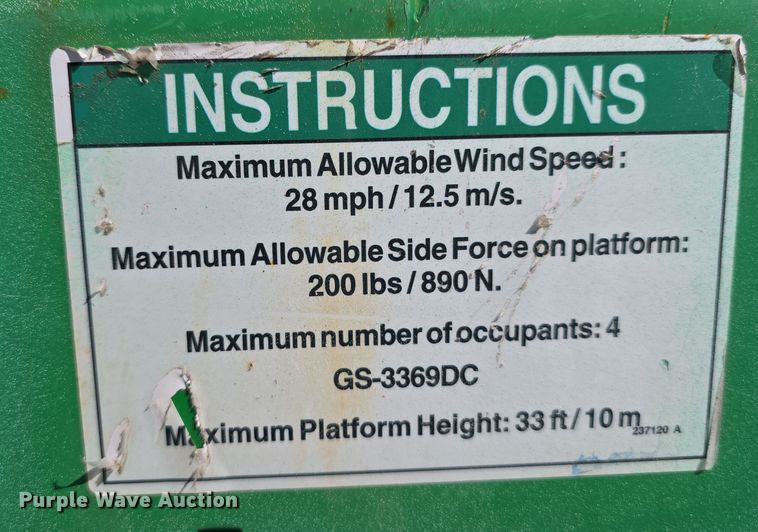 INSTRUCTIONS
Maximum Allowable Wind Speed:
28 mph / 12.5 m/s.
Maximum Allowable Side Force on platform:
200 lbs / 890 N.
Maximum number of occupants: 4
GS-3369DC
Maximum Platform Height: 33 ft / 10 m
237120 A
Purple Wave Auction